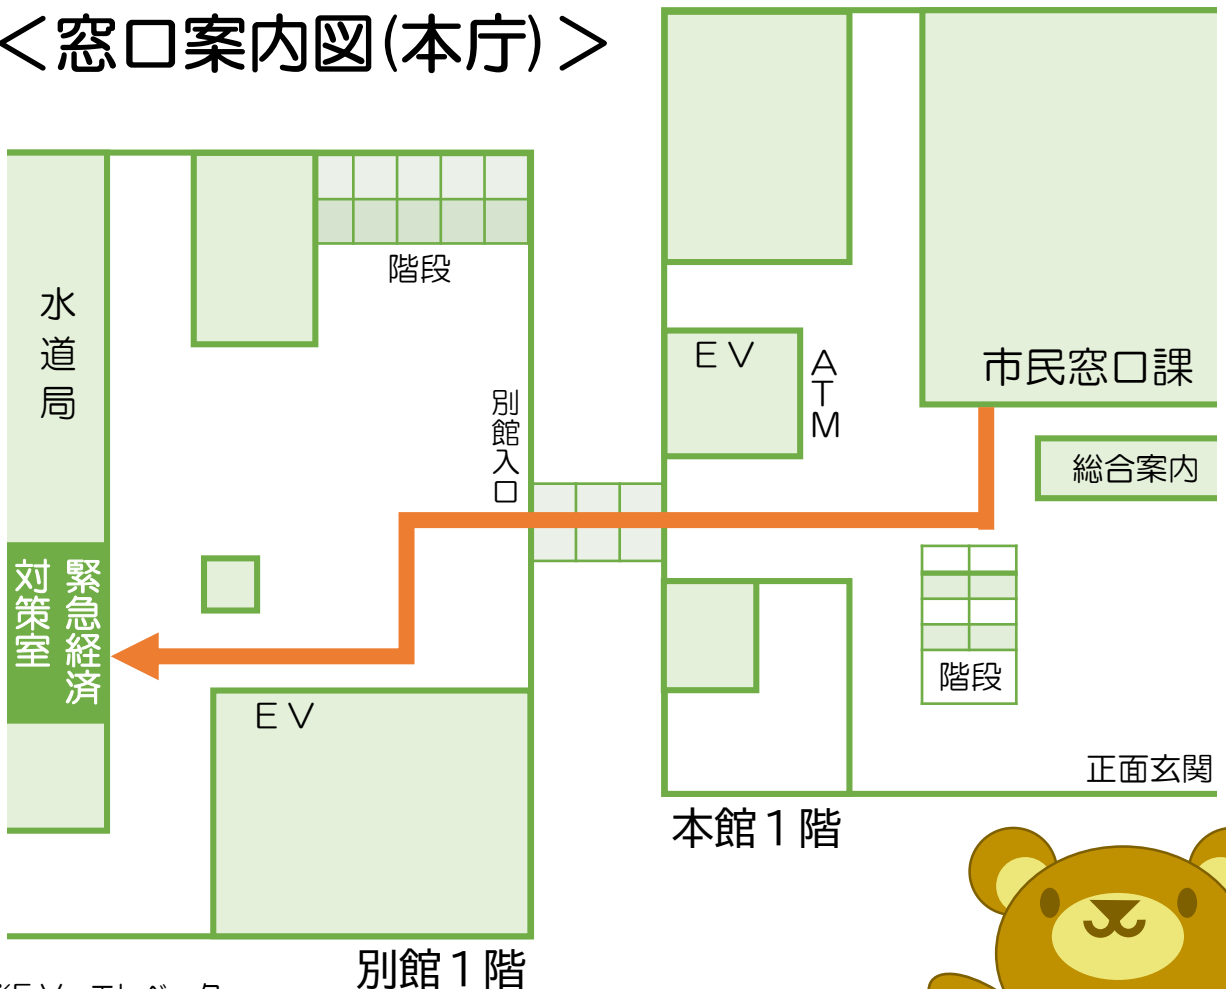 ＜窓口案内図(本庁)＞
水道局
階段
ＥＶ
ＡＴＭ
市民窓口課
別館入口
総合案内
緊急経済
対策室
階段
ＥＶ
正面玄関
本館１階
別館１階